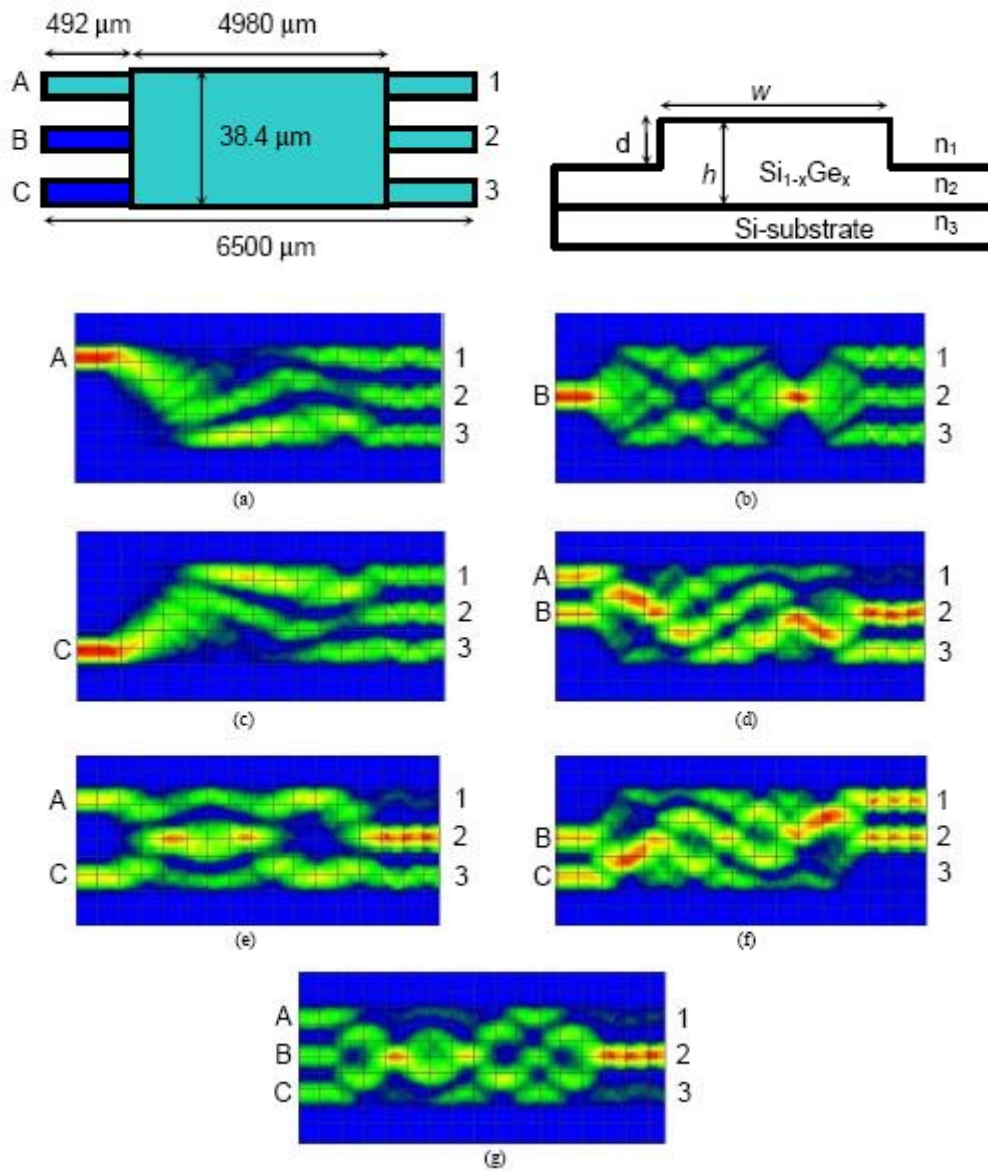 492 µm
4980 µm
A
1
B
38.4 µm
2
C
3
6500 µm
w
d
h
n1
Si1-xGex
n2
Si-substrate
n3
A
1
2
3
(a)
B
1
2
3
(b)
C
1
2
3
(c)
A
B
1
2
3
(d)
A
C
1
2
3
(e)
B
C
1
2
3
(f)
A
B
C
1
2
3
(g)